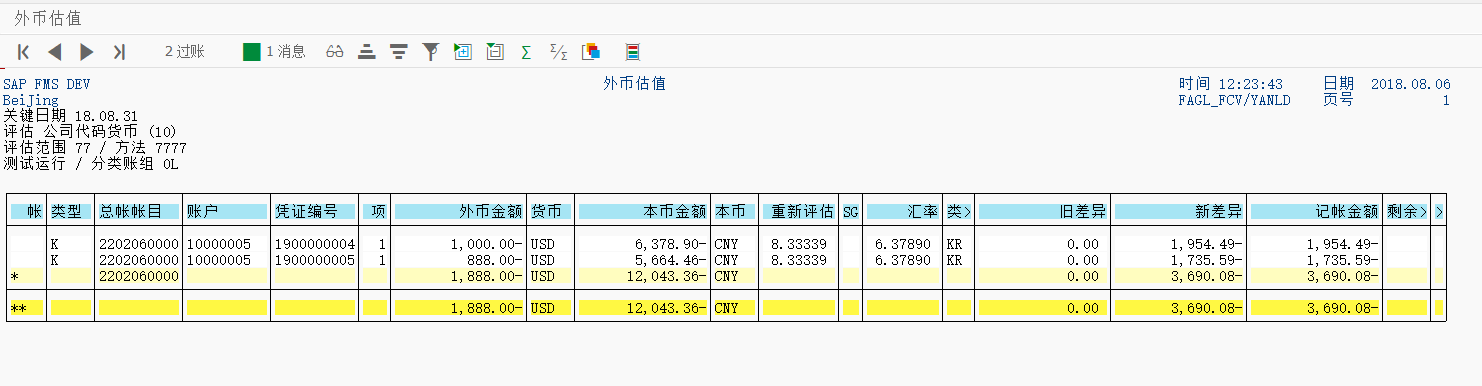 外币估值
2 过账 1 消息
SAP FMS DEV 外币估值 时间 12:23:43 日期 2018.08.06
BeiJing FAGL_FCV/YANLD 页号 1
关键日期 18.08.31
评估 公司代码货币 (10)
评估范围 77 / 方法 7777
测试运行 / 分类账组 0L
帐 类型 总帐帐目 账户 凭证编号 项 外币金额 货币 本币金额 本币 重新评估 SG 汇率 类> 旧差异 新差异 记帐金额 剩余> >
K 2202060000 10000005 1900000004 1 1,000.00- USD 6,378.90- CNY 8.33339 6.37890 KR 0.00 1,954.49- 1,954.49-
K 2202060000 10000005 1900000005 1 888.00- USD 5,664.46- CNY 8.33339 6.37890 KR 0.00 1,735.59- 1,735.59-
* 2202060000 1,888.00- USD 12,043.36- CNY 0.00 3,690.08- 3,690.08-
** 1,888.00- USD 12,043.36- CNY 0.00 3,690.08- 3,690.08-